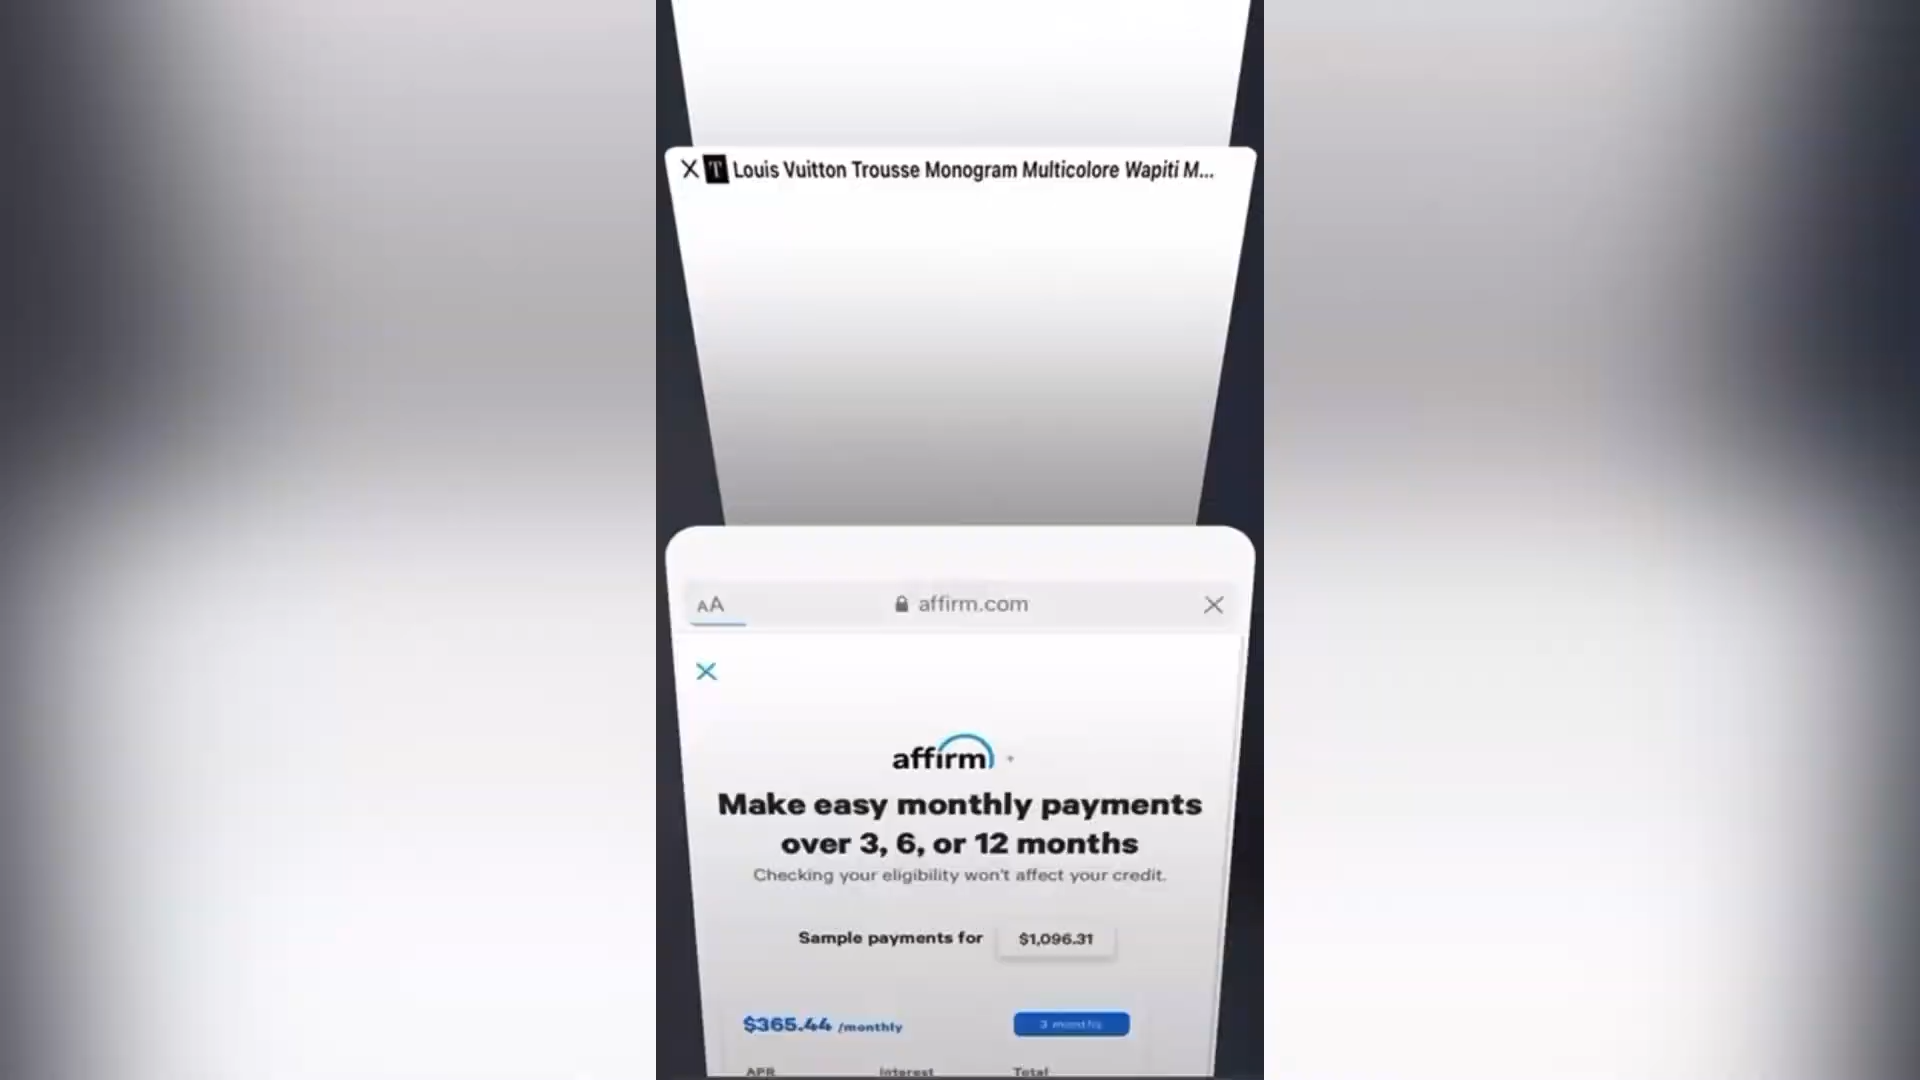 T Louis Vuitton Trousse Monogram Multicolore Wapiti M...
AA affirm.com
affirm
Make easy monthly payments
over 3, 6, or 12 months
Checking your eligibility won't affect your credit.
Sample payments for $1,096.31
$365.44 /monthly 3 months
APR Interest Total